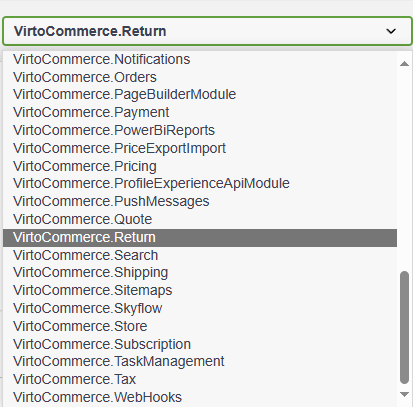 VirtoCommerce.Return
VirtoCommerce.Notifications
VirtoCommerce.Orders
VirtoCommerce.PageBuilderModule
VirtoCommerce.Payment
VirtoCommerce.PowerBiReports
VirtoCommerce.PriceExportImport
VirtoCommerce.Pricing
VirtoCommerce.ProfileExperienceApiModule
VirtoCommerce.PushMessages
VirtoCommerce.Quote
VirtoCommerce.Return
VirtoCommerce.Search
VirtoCommerce.Shipping
VirtoCommerce.Sitemaps
VirtoCommerce.Skyflow
VirtoCommerce.Store
VirtoCommerce.Subscription
VirtoCommerce.TaskManagement
VirtoCommerce.Tax
VirtoCommerce.WebHooks